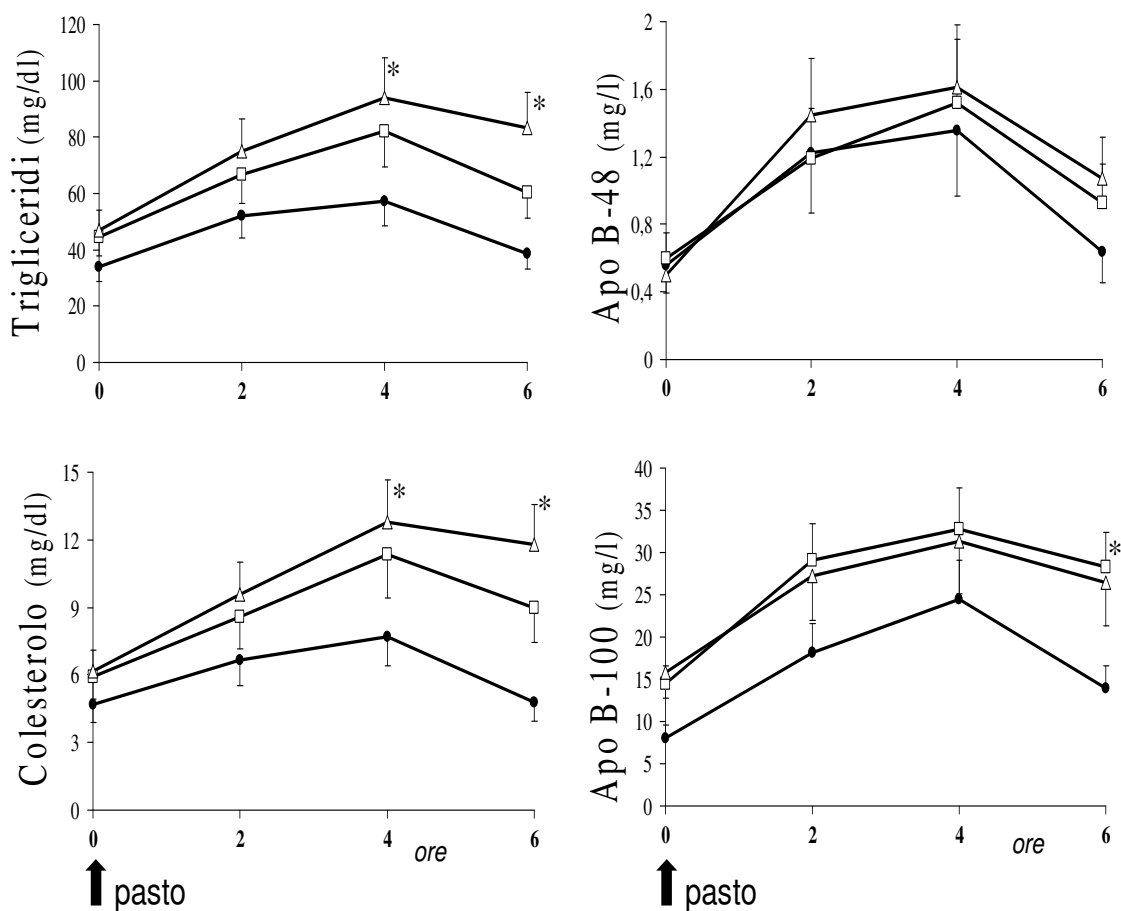 Trigliceridi (mg/dl)
120
100
80
60
40
20
0
*
*
0 2 4 6
Apo B-48 (mg/l)
2
1,6
1,2
0,8
0,4
0
0 2 4 6
Colesterolo (mg/dl)
15
12
9
6
3
0
*
*
0 2 4 6
ore
pasto
Apo B-100 (mg/l)
40
35
30
25
20
15
10
5
0
*
0 2 4 6
ore
pasto